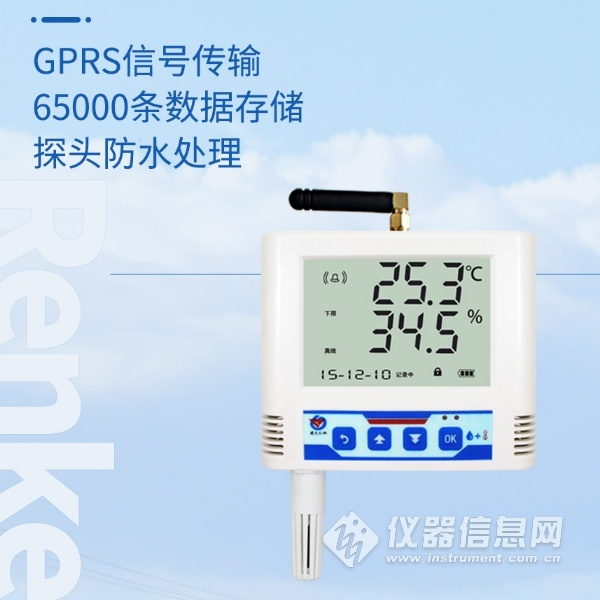 GPRS信号传输
65000条数据存储
探头防水处理
Renke
25.3℃
下限
34.5%
离线
15-12-10 记录中
OK
仪器信息网
www.instrument.com.cn